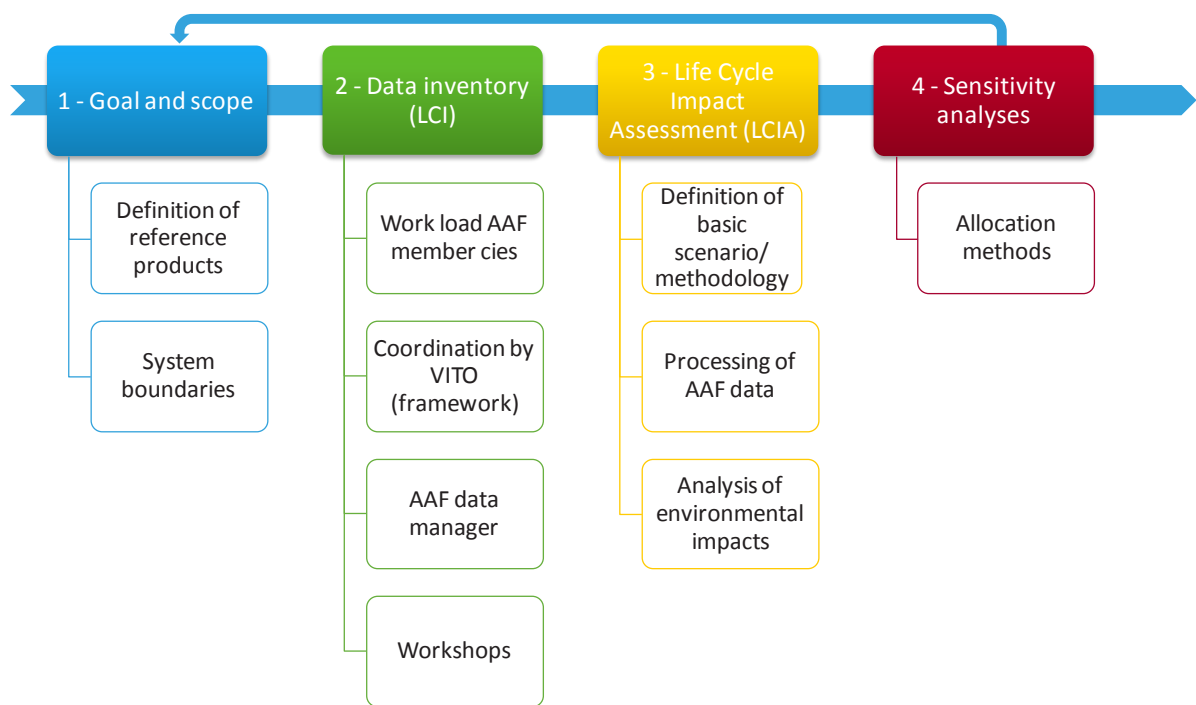 1 - Goal and scope
2 - Data inventory
(LCI)
3 - Life Cycle
Impact
Assessment (LCIA)
4 - Sensitivity
analyses
Definition of
reference
products
System
boundaries
Work load AAF
member cies
Coordination by
VITO
(framework)
AAF data
manager
Workshops
Definition of
basic
scenario/
methodology
Processing of
AAF data
Analysis of
environmental
impacts
Allocation
methods